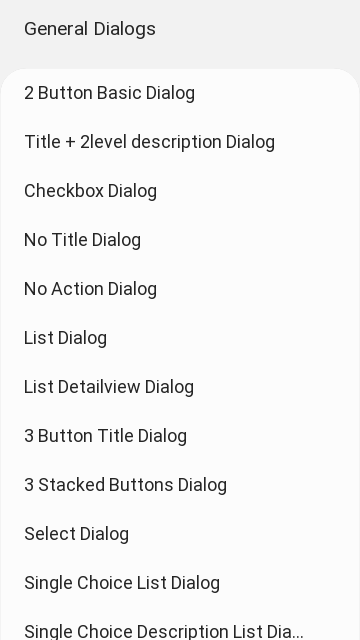 General Dialogs
2 Button Basic Dialog
Title + 2level description Dialog
Checkbox Dialog
No Title Dialog
No Action Dialog
List Dialog
List Detailview Dialog
3 Button Title Dialog
3 Stacked Buttons Dialog
Select Dialog
Single Choice List Dialog
Single Choice Description List Dia...